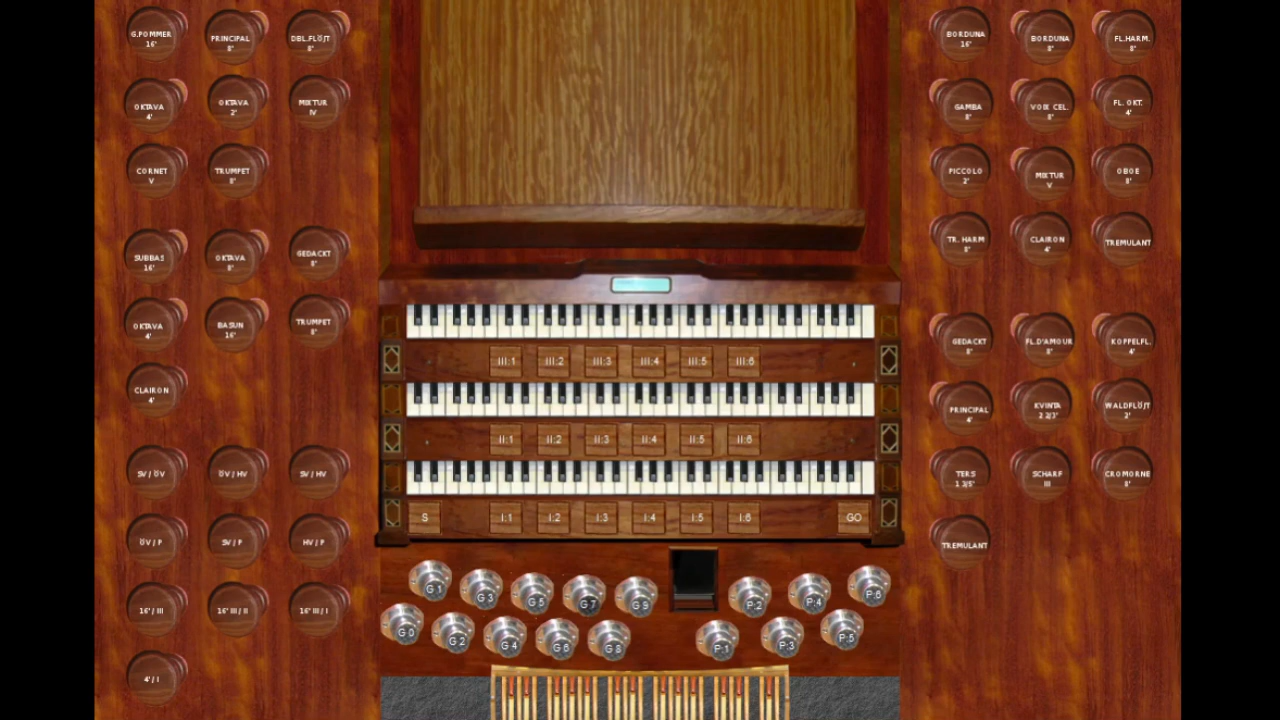 G.POMMER
16'
PRINCIPAL
8'
DBL.FLÖJT
8'
OKTAVA
4'
OKTAVA
2'
MIXTUR
IV
CORNET
V
TRUMPET
8'
SUBBAS
16'
OKTAVA
8'
GEDACKT
8'
OKTAVA
4'
BASUN
16'
TRUMPET
8'
CLAIRON
4'
SV / ÖV
ÖV / HV
SV / HV
ÖV / P
SV / P
HV / P
16' / III
16' III / II
16' III / I
4' / I
III:1
III:2
III:3
III:4
III:5
III:6
II:1
II:2
II:3
II:4
II:5
II:6
S
I:1
I:2
I:3
I:4
I:5
I:6
GO
G 1
G 3
G 5
G 7
G 9
P:2
P:4
P:6
G 0
G 2
G 4
G 6
G 8
P:1
P:3
P:5
BORDUNA
16'
BORDUNA
8'
FL.HARM.
8'
GAMBA
8'
VOIX CEL.
8'
FL. OKT.
4'
PICCOLO
2'
MIXTUR
V
OBOE
8'
TR. HARM
8'
CLAIRON
4'
TREMULANT
GEDACKT
8'
FL.D'AMOUR
8'
KOPPELFL.
4'
PRINCIPAL
4'
KVINTA
2 2/3'
WALDFLÖJT
2'
TERS
1 3/5'
SCHARF
III
CROMORNE
8'
TREMULANT